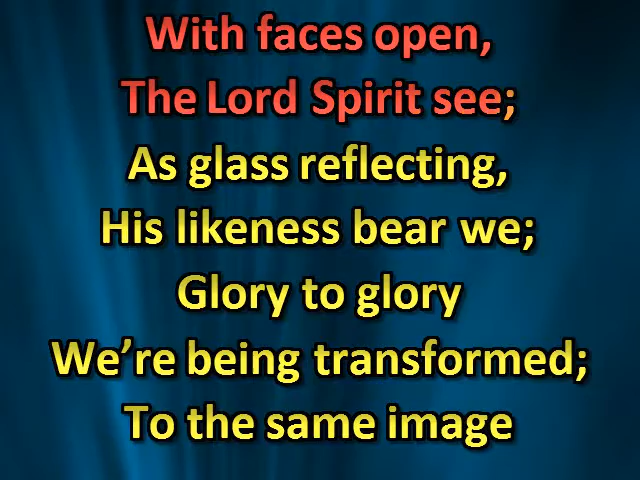 With faces open,
The Lord Spirit see;
As glass reflecting,
His likeness bear we;
Glory to glory
We’re being transformed;
To the same image